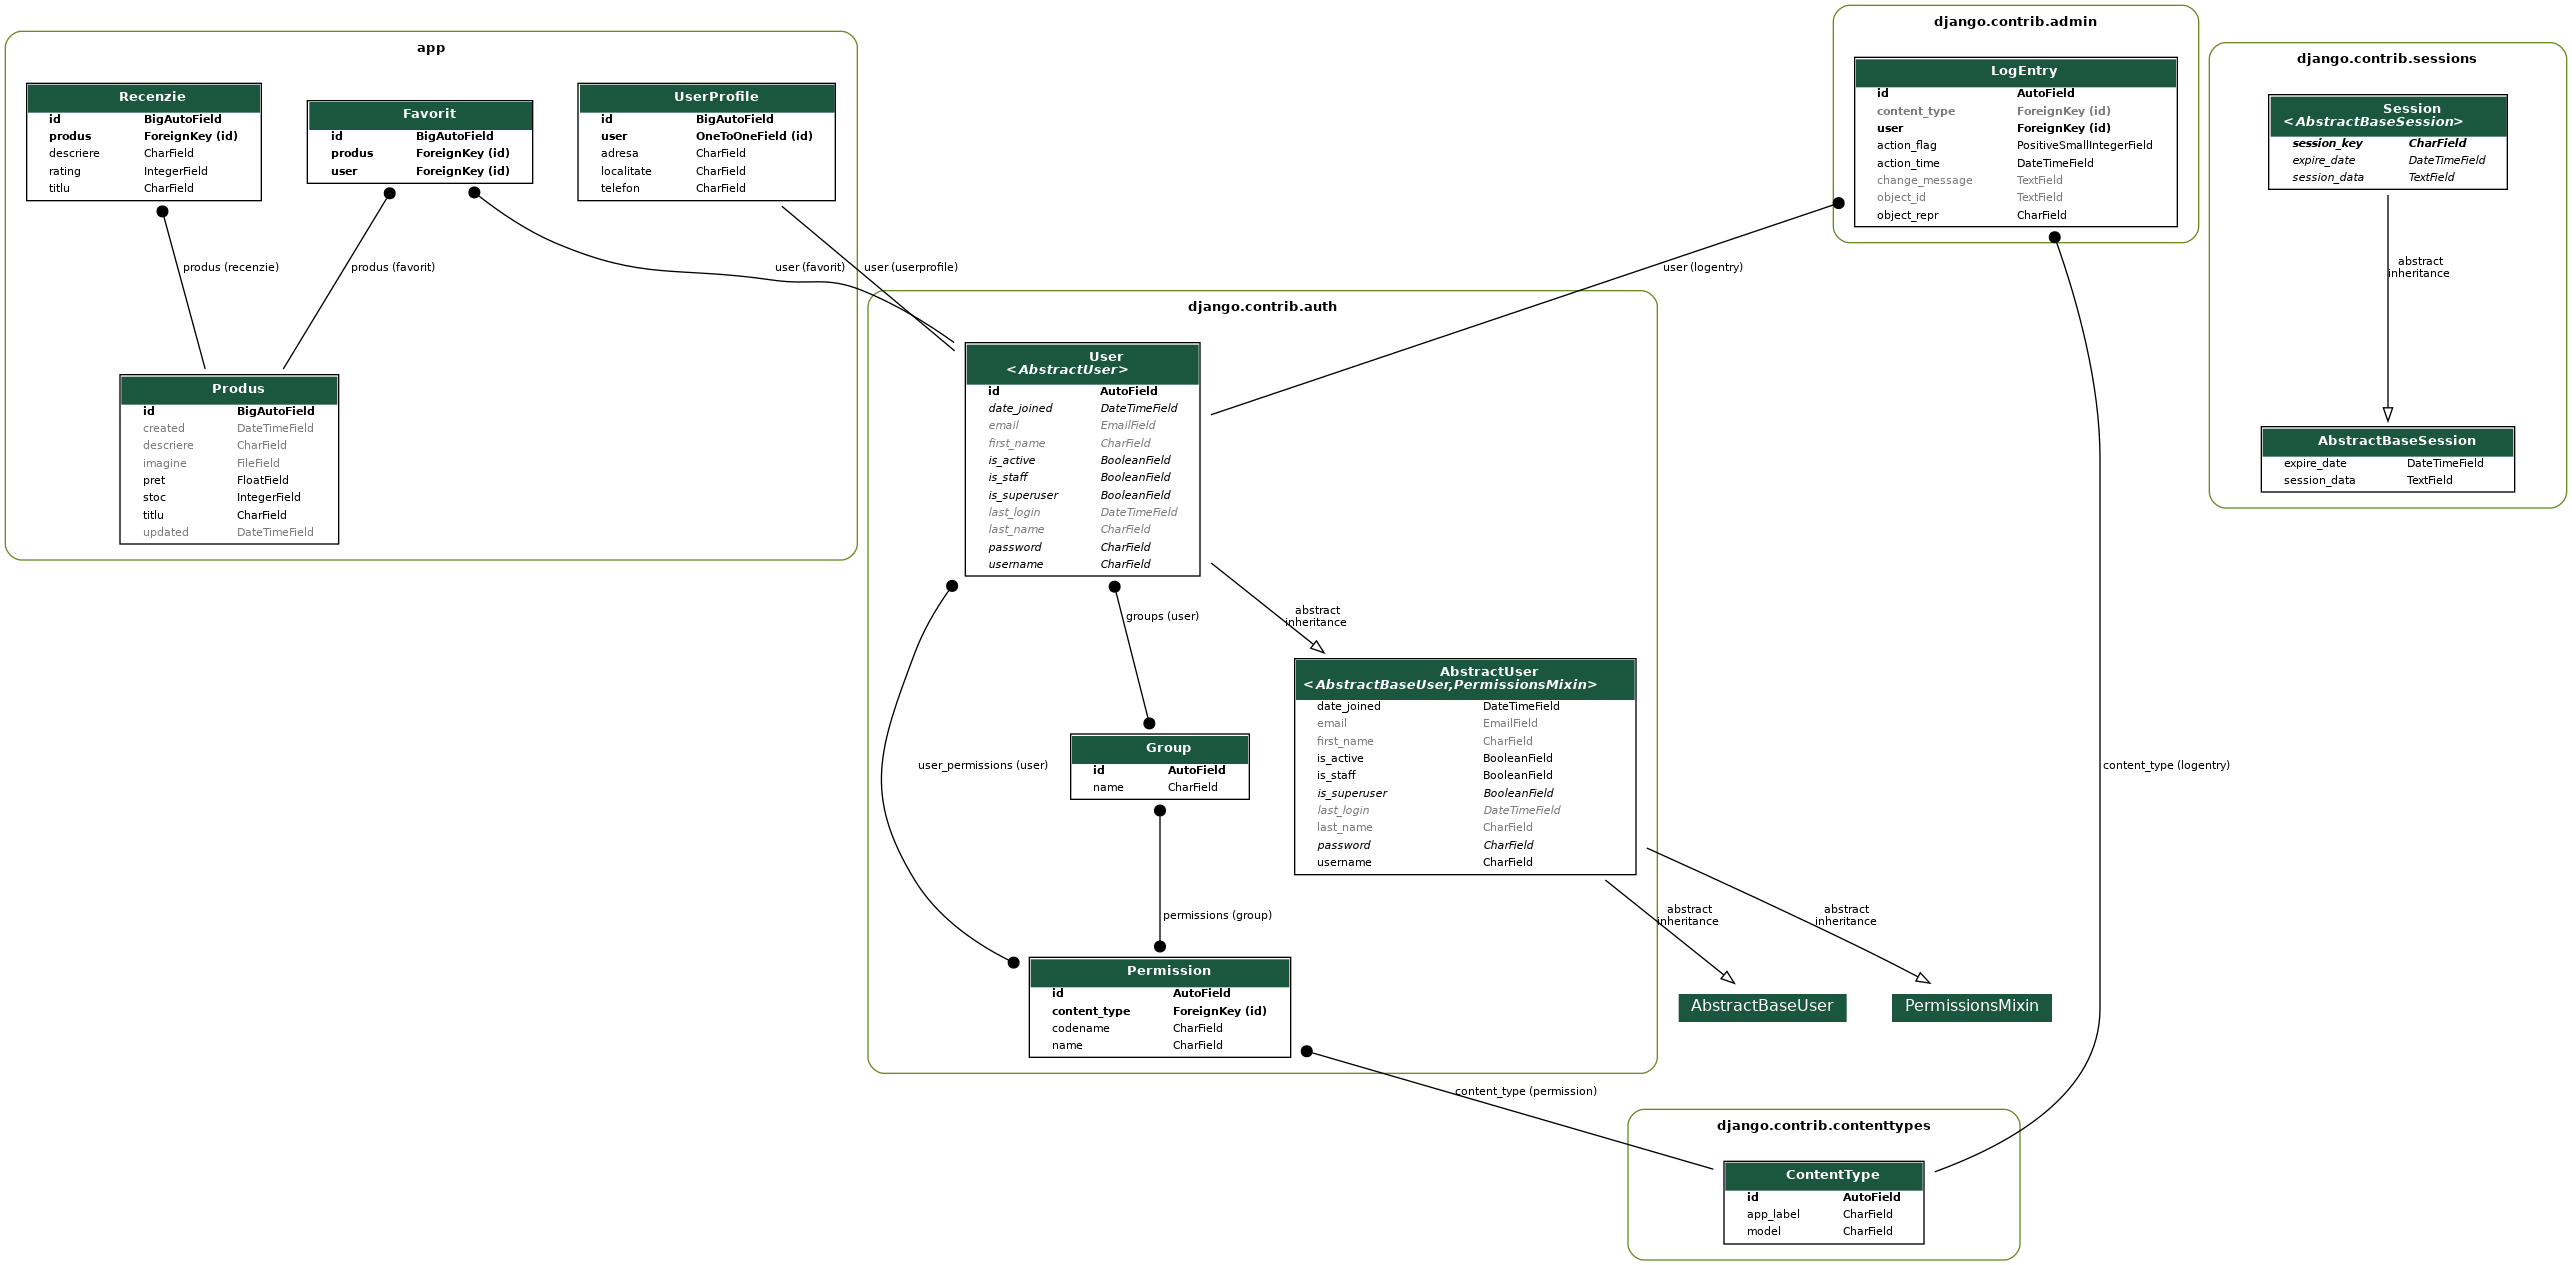 app
Recenzie
id BigAutoField
produs ForeignKey (id)
descriere CharField
rating IntegerField
titlu CharField
Favorit
id BigAutoField
produs ForeignKey (id)
user ForeignKey (id)
UserProfile
id BigAutoField
user OneToOneField (id)
adresa CharField
localitate CharField
telefon CharField
produs (recenzie)
produs (favorit)
user (favorit)
user (userprofile)
Produs
id BigAutoField
created DateTimeField
descriere CharField
imagine FileField
pret FloatField
stoc IntegerField
titlu CharField
updated DateTimeField
django.contrib.admin
LogEntry
id AutoField
content_type ForeignKey (id)
user ForeignKey (id)
action_flag PositiveSmallIntegerField
action_time DateTimeField
change_message TextField
object_id TextField
object_repr CharField
user (logentry)
django.contrib.sessions
Session
<AbstractBaseSession>
session_key CharField
expire_date DateTimeField
session_data TextField
abstract
inheritance
AbstractBaseSession
expire_date DateTimeField
session_data TextField
django.contrib.auth
User
<AbstractUser>
id AutoField
date_joined DateTimeField
email EmailField
first_name CharField
is_active BooleanField
is_staff BooleanField
is_superuser BooleanField
last_login DateTimeField
last_name CharField
password CharField
username CharField
groups (user)
abstract
inheritance
AbstractUser
<AbstractBaseUser,PermissionsMixin>
date_joined DateTimeField
email EmailField
first_name CharField
is_active BooleanField
is_staff BooleanField
is_superuser BooleanField
last_login DateTimeField
last_name CharField
password CharField
username CharField
user_permissions (user)
Group
id AutoField
name CharField
content_type (logentry)
permissions (group)
abstract
inheritance
abstract
inheritance
Permission
id AutoField
content_type ForeignKey (id)
codename CharField
name CharField
AbstractBaseUser
PermissionsMixin
content_type (permission)
django.contrib.contenttypes
ContentType
id AutoField
app_label CharField
model CharField